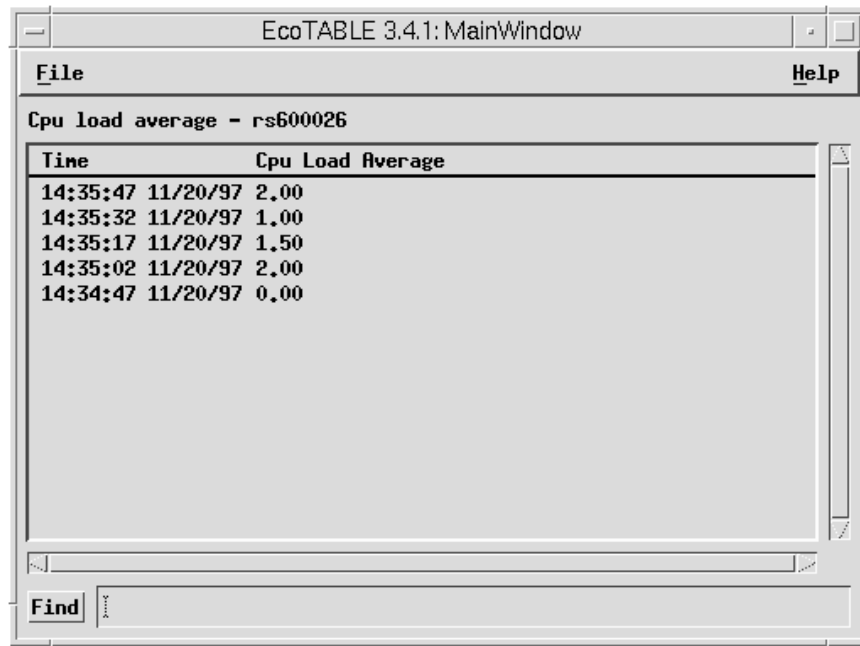 EcoTABLE 3.4.1: MainWindow
File Help
Cpu load average - rs600026
Time Cpu Load Average
14:35:47 11/20/97 2.00
14:35:32 11/20/97 1.00
14:35:17 11/20/97 1.50
14:35:02 11/20/97 2.00
14:34:47 11/20/97 0.00
Find